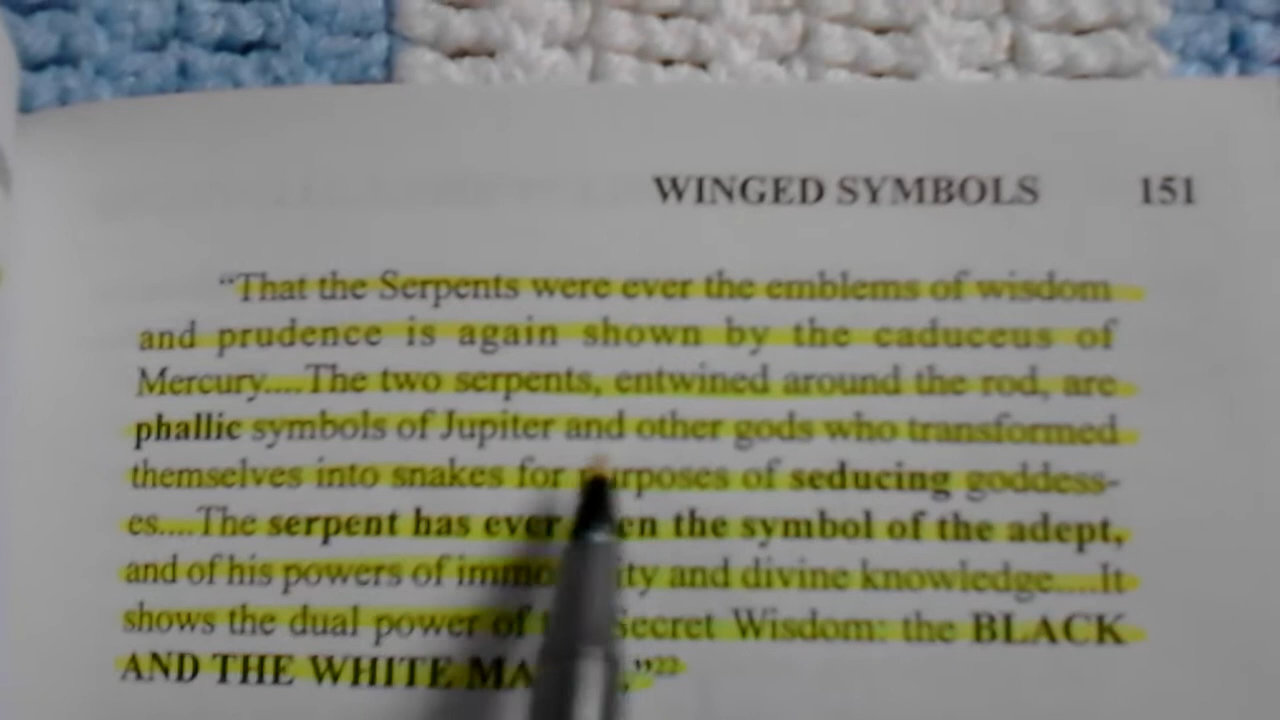 WINGED SYMBOLS 151
“That the Serpents were ever the emblems of wisdom
and prudence is again shown by the caduceus of
Mercury....The two serpents, entwined around the rod, are
phallic symbols of Jupiter and other gods who transformed
themselves into snakes for purposes of seducing goddess-
es....The serpent has ever en the symbol of the adept,
and of his powers of immo ity and divine knowledge....It
shows the dual power of t Secret Wisdom: the BLACK
AND THE WHITE MA ,”22